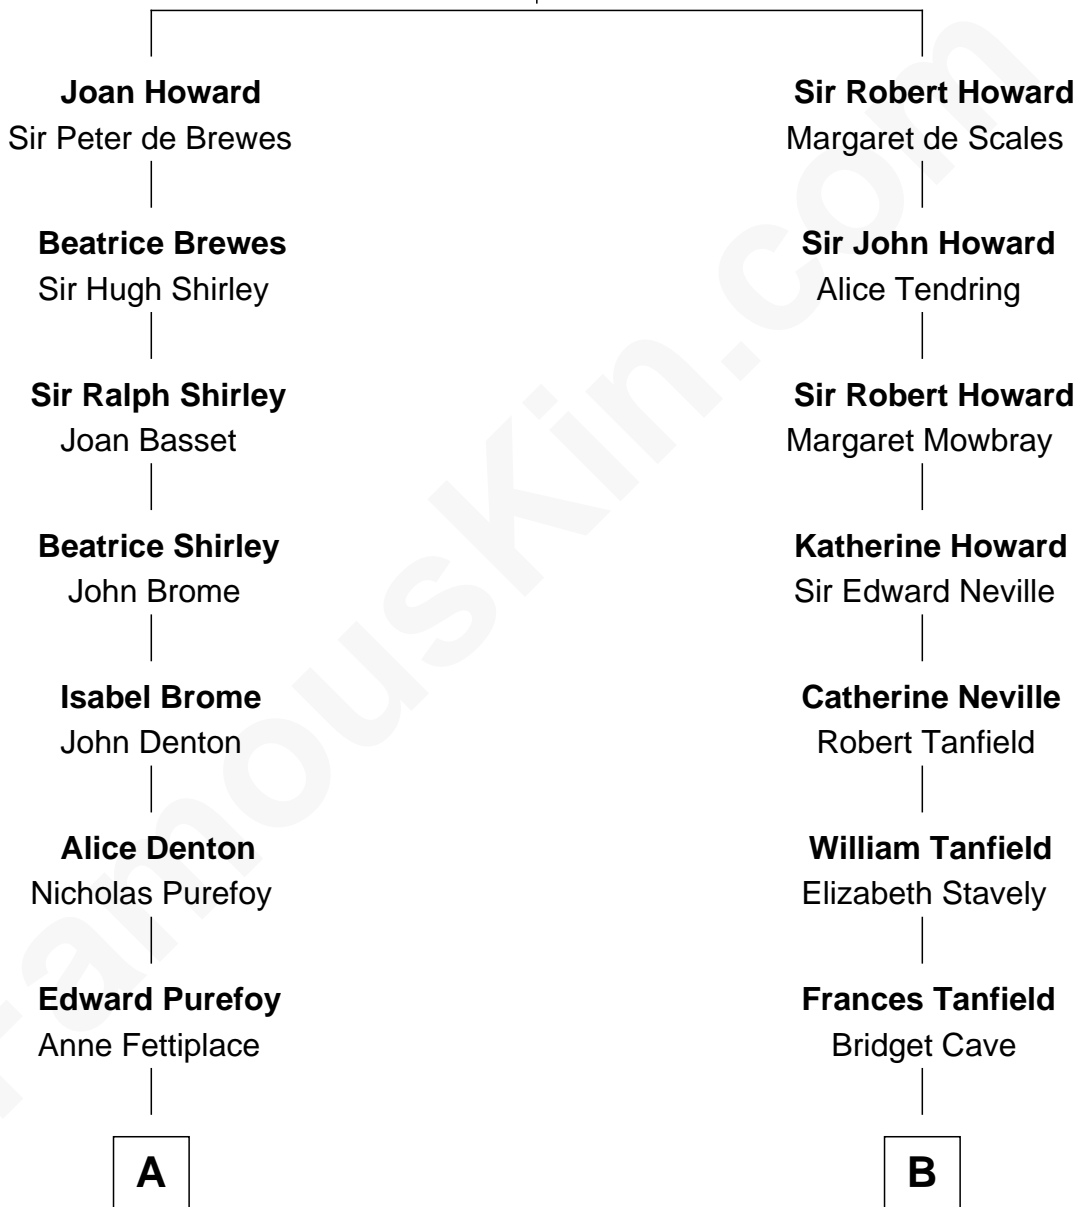 Joan Howard
Sir Peter de Brewes
Beatrice Brewes
Sir Hugh Shirley
Sir Ralph Shirley
Joan Basset
Beatrice Shirley
John Brome
Isabel Brome
John Denton
Alice Denton
Nicholas Purefoy
Edward Purefoy
Anne Fettiplace
A
Sir Robert Howard
Margaret de Scales
Sir John Howard
Alice Tendring
Sir Robert Howard
Margaret Mowbray
Katherine Howard
Sir Edward Neville
Catherine Neville
Robert Tanfield
William Tanfield
Elizabeth Stavely
Frances Tanfield
Bridget Cave
B
FamousKin.com